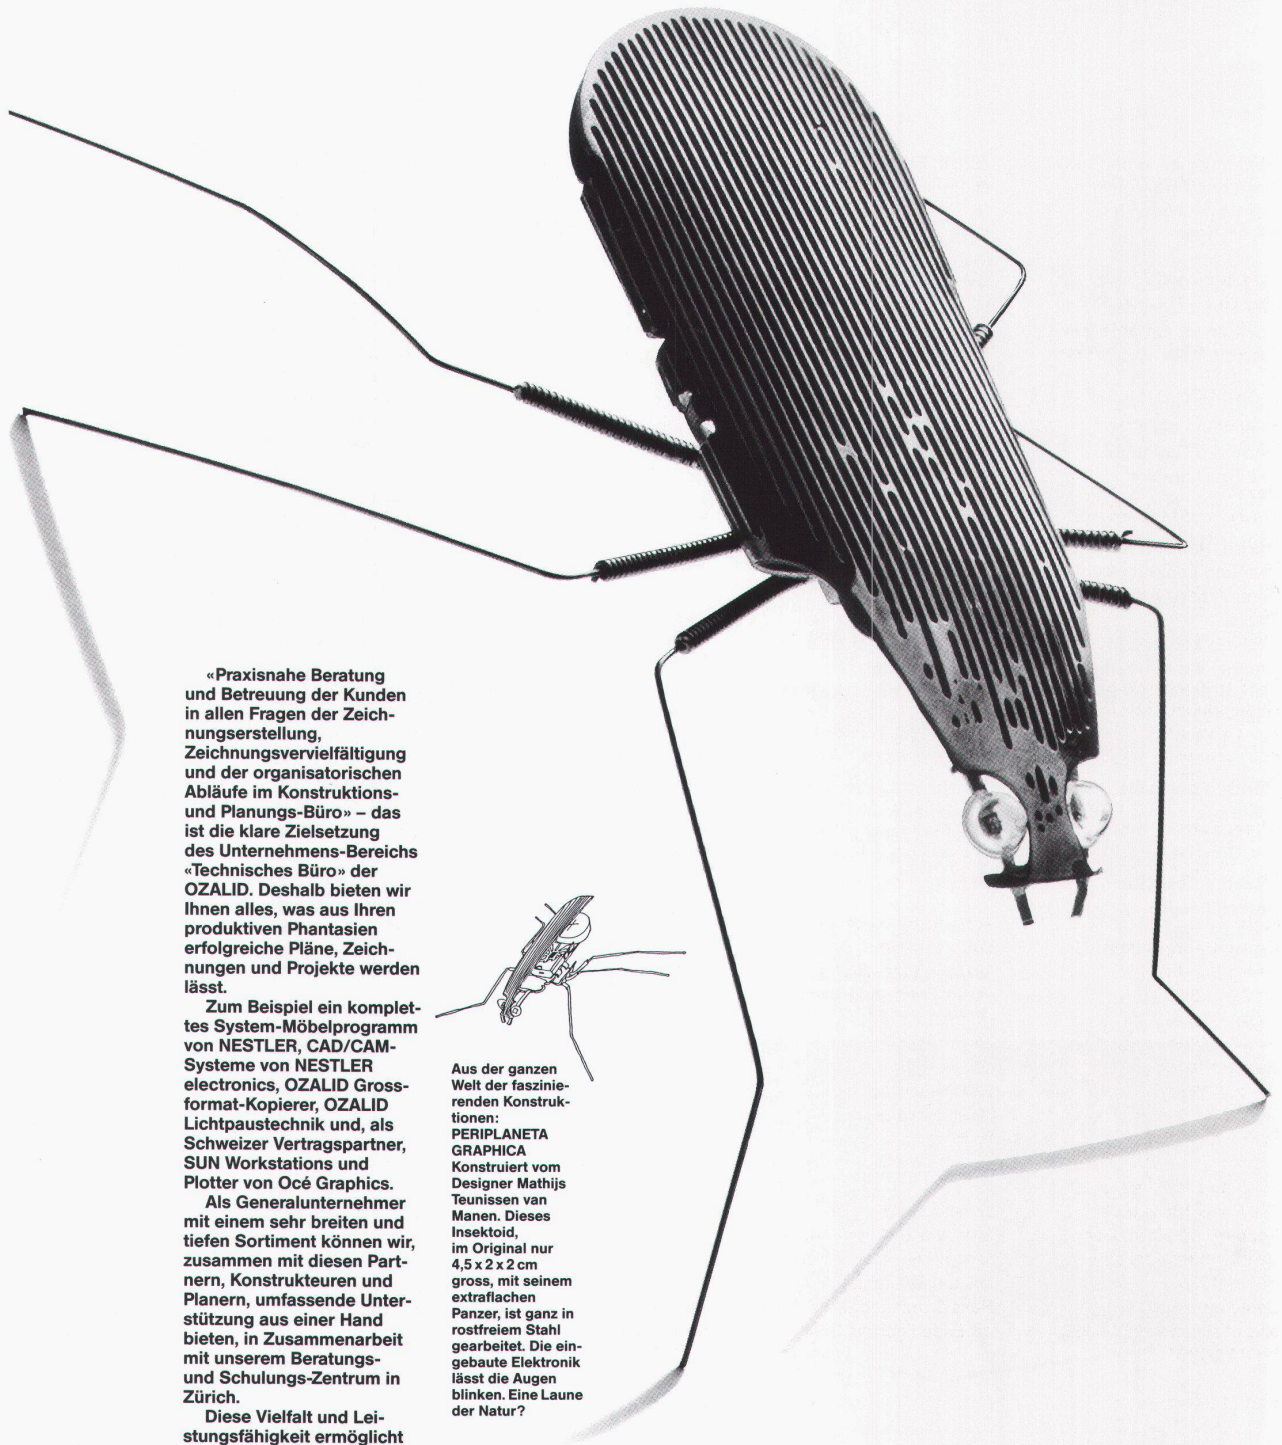 «Praxisnahe Beratung
und Betreuung der Kunden
in allen Fragen der Zeich-
nungserstellung,
Zeichnungsvervielfältigung
und der organisatorischen
Abläufe im Konstruktions-
und Planungs-Büro» – das
ist die klare Zielsetzung
des Unternehmens-Bereichs
«Technisches Büro» der
OZALID. Deshalb bieten wir
Ihnen alles, was aus Ihren
produktiven Phantasien
erfolgreiche Pläne, Zeich-
nungen und Projekte werden
lässt.
Zum Beispiel ein komplet-
tes System-Möbelprogramm
von NESTLER, CAD/CAM-
Systeme von NESTLER
electronics, OZALID Gross-
format-Kopierer, OZALID
Lichtpaustechnik und, als
Schweizer Vertragspartner,
SUN Workstations und
Plotter von Océ Graphics.
Als Generalunternehmer
mit einem sehr breiten und
tiefen Sortiment können wir,
zusammen mit diesen Part-
nern, Konstrukteuren und
Planern, umfassende Unter-
stützung aus einer Hand
bieten, in Zusammenarbeit
mit unserem Beratungs-
und Schulungs-Zentrum in
Zürich.
Diese Vielfalt und Lei-
stungsfähigkeit ermöglicht
Aus der ganzen
Welt der faszinie-
renden Konstruk-
tionen:
PERIPLANETA
GRAPHICA
Konstruiert vom
Designer Mathijs
Teunissen van
Manen. Dieses
Insektoid,
im Original nur
4,5 x 2 x 2 cm
gross, mit seinem
extraflachen
Panzer, ist ganz in
rostfreiem Stahl
gearbeitet. Die ein-
gebaute Elektronik
lässt die Augen
blinken. Eine Laune
der Natur?